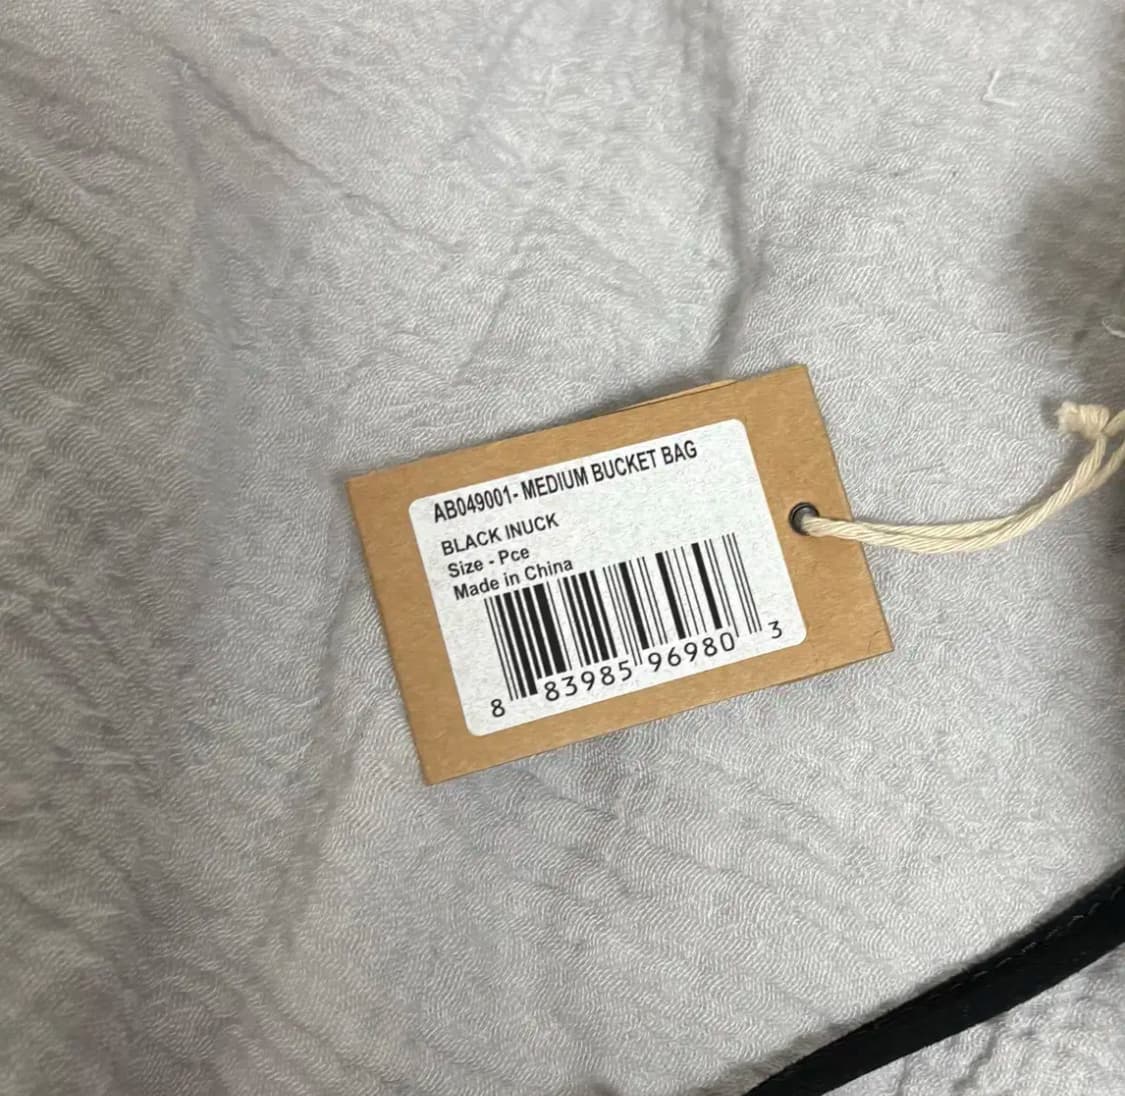 AB049001- MEDIUM BUCKET BAG
BLACK INUCK
Size - Pce
Made in China
8 83985 96980 3